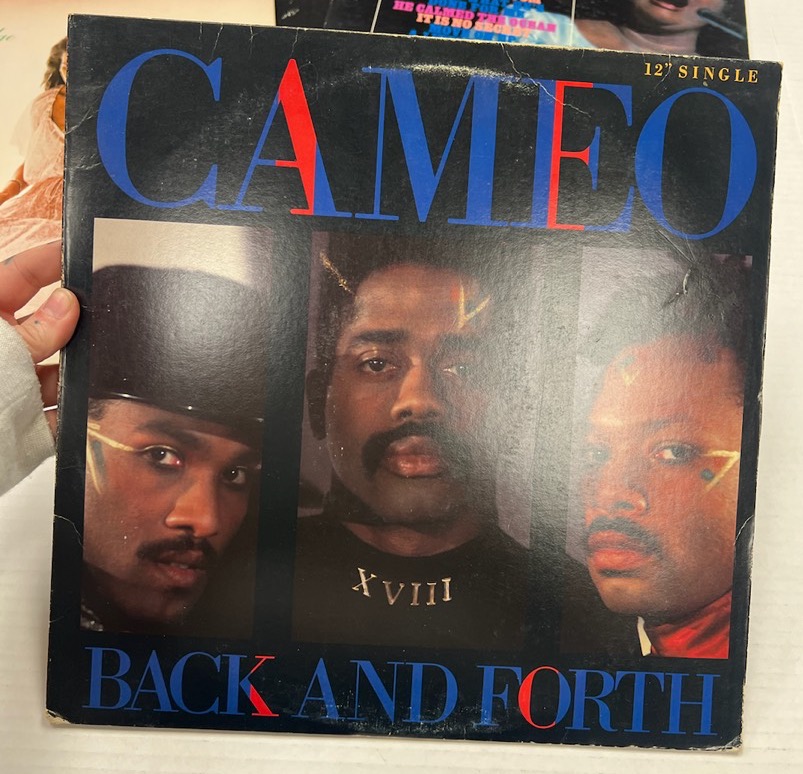 HE CALMED THE OCEAN
IT IS NO SECRET
12" SINGLE
CAMEO
XVIII
BACK AND FORTH